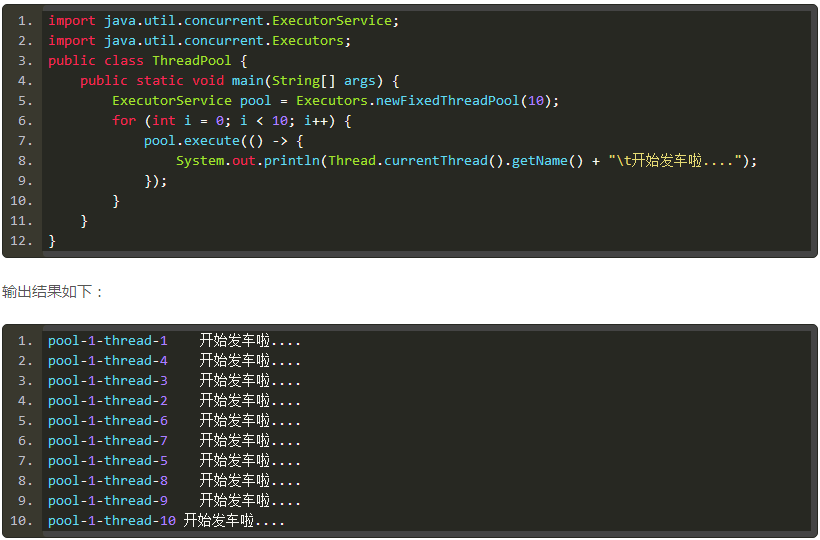 1. import java.util.concurrent.ExecutorService;
2. import java.util.concurrent.Executors;
3. public class ThreadPool {
4.     public static void main(String[] args) {
5.         ExecutorService pool = Executors.newFixedThreadPool(10);
6.         for (int i = 0; i < 10; i++) {
7.             pool.execute(() -> {
8.                 System.out.println(Thread.currentThread().getName() + "\t开始发车啦....");
9.             });
10.         }
11.     }
12. }
输出结果如下：
1. pool-1-thread-1    开始发车啦....
2. pool-1-thread-4    开始发车啦....
3. pool-1-thread-3    开始发车啦....
4. pool-1-thread-2    开始发车啦....
5. pool-1-thread-6    开始发车啦....
6. pool-1-thread-7    开始发车啦....
7. pool-1-thread-5    开始发车啦....
8. pool-1-thread-8    开始发车啦....
9. pool-1-thread-9    开始发车啦....
10. pool-1-thread-10 开始发车啦....